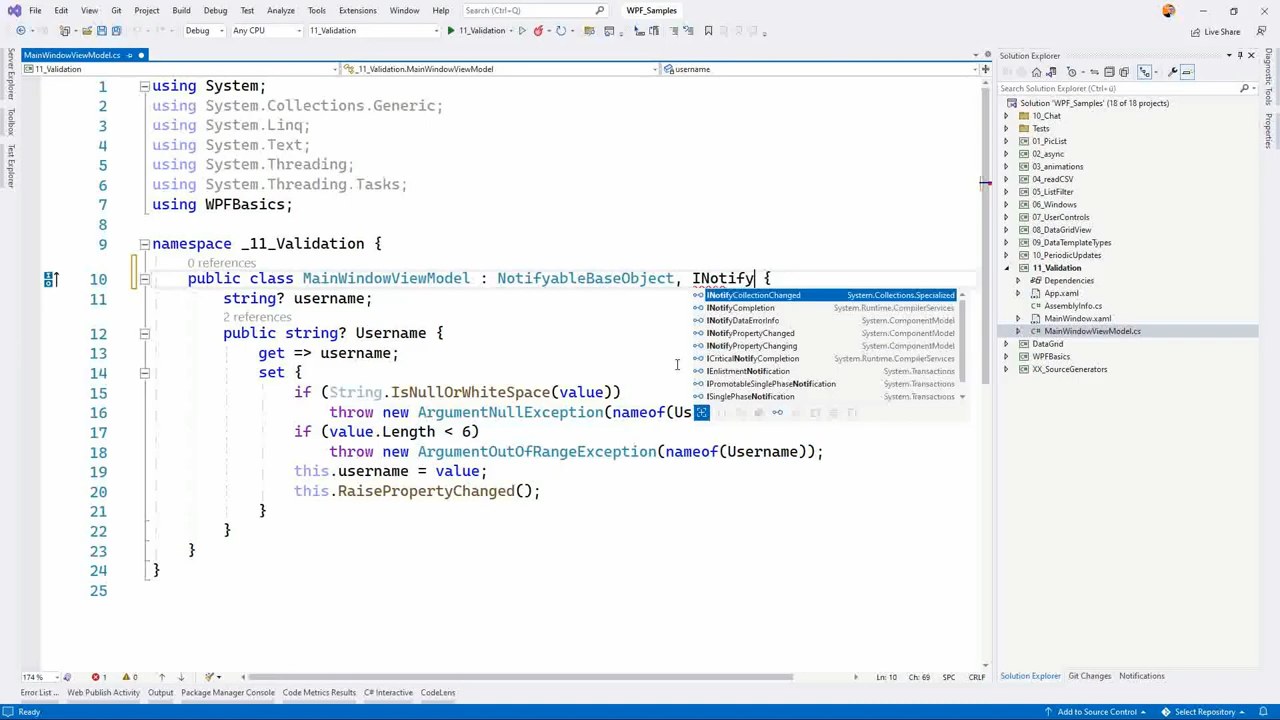 File Edit View Git Project Build Debug Test Analyze Tools Extensions Window Help Search (Ctrl+Q) WPF_Samples
Debug Any CPU 11_Validation 11_Validation Live Share
MainWindowViewModel.cs
11_Validation _11_Validation.MainWindowViewModel username
Server Explorer
Toolbox
Test Explorer
1 using System;
2 using System.Collections.Generic;
3 using System.Linq;
4 using System.Text;
5 using System.Threading;
6 using System.Threading.Tasks;
7 using WPFBasics;
8
9 namespace _11_Validation {
0 references
10 public class MainWindowViewModel : NotifyableBaseObject, INotify {
11 string? username;
2 references
12 public string? Username {
13 get => username;
14 set {
15 if (String.IsNullOrWhiteSpace(value))
16 throw new ArgumentNullException(nameof(Us
17 if (value.Length < 6)
18 throw new ArgumentOutOfRangeException(nameof(Username));
19 this.username = value;
20 this.RaisePropertyChanged();
21 }
22 }
23 }
24 }
25
INotifyCollectionChanged System.Collections.Specialized
INotifyCompletion System.Runtime.CompilerServices
INotifyDataErrorInfo System.ComponentModel
INotifyPropertyChanged System.ComponentModel
INotifyPropertyChanging System.ComponentModel
ICriticalNotifyCompletion System.Runtime.CompilerServices
IEnlistmentNotification System.Transactions
IPromotableSinglePhaseNotification System.Transactions
ISinglePhaseNotification System.Transactions
Solution Explorer
Search Solution Explorer (Ctrl+ü)
Solution 'WPF_Samples' (18 of 18 projects)
10_Chat
Tests
01_PicList
02_async
03_animations
04_readCSV
05_ListFilter
06_Windows
07_UserControls
08_DataGridView
09_DataTemplateTypes
10_PeriodicUpdates
11_Validation
Dependencies
App.xaml
AssemblyInfo.cs
MainWindow.xaml
MainWindowViewModel.cs
DataGrid
WPFBasics
XX_SourceGenerators
Diagnostic Tools
Properties
174 % 1 0 Ln: 10 Ch: 69 SPC CRLF
Solution Explorer Git Changes Notifications
Error List ... Web Publish Activity Output Package Manager Console Code Metrics Results C# Interactive CodeLens
Ready Add to Source Control Select Repository